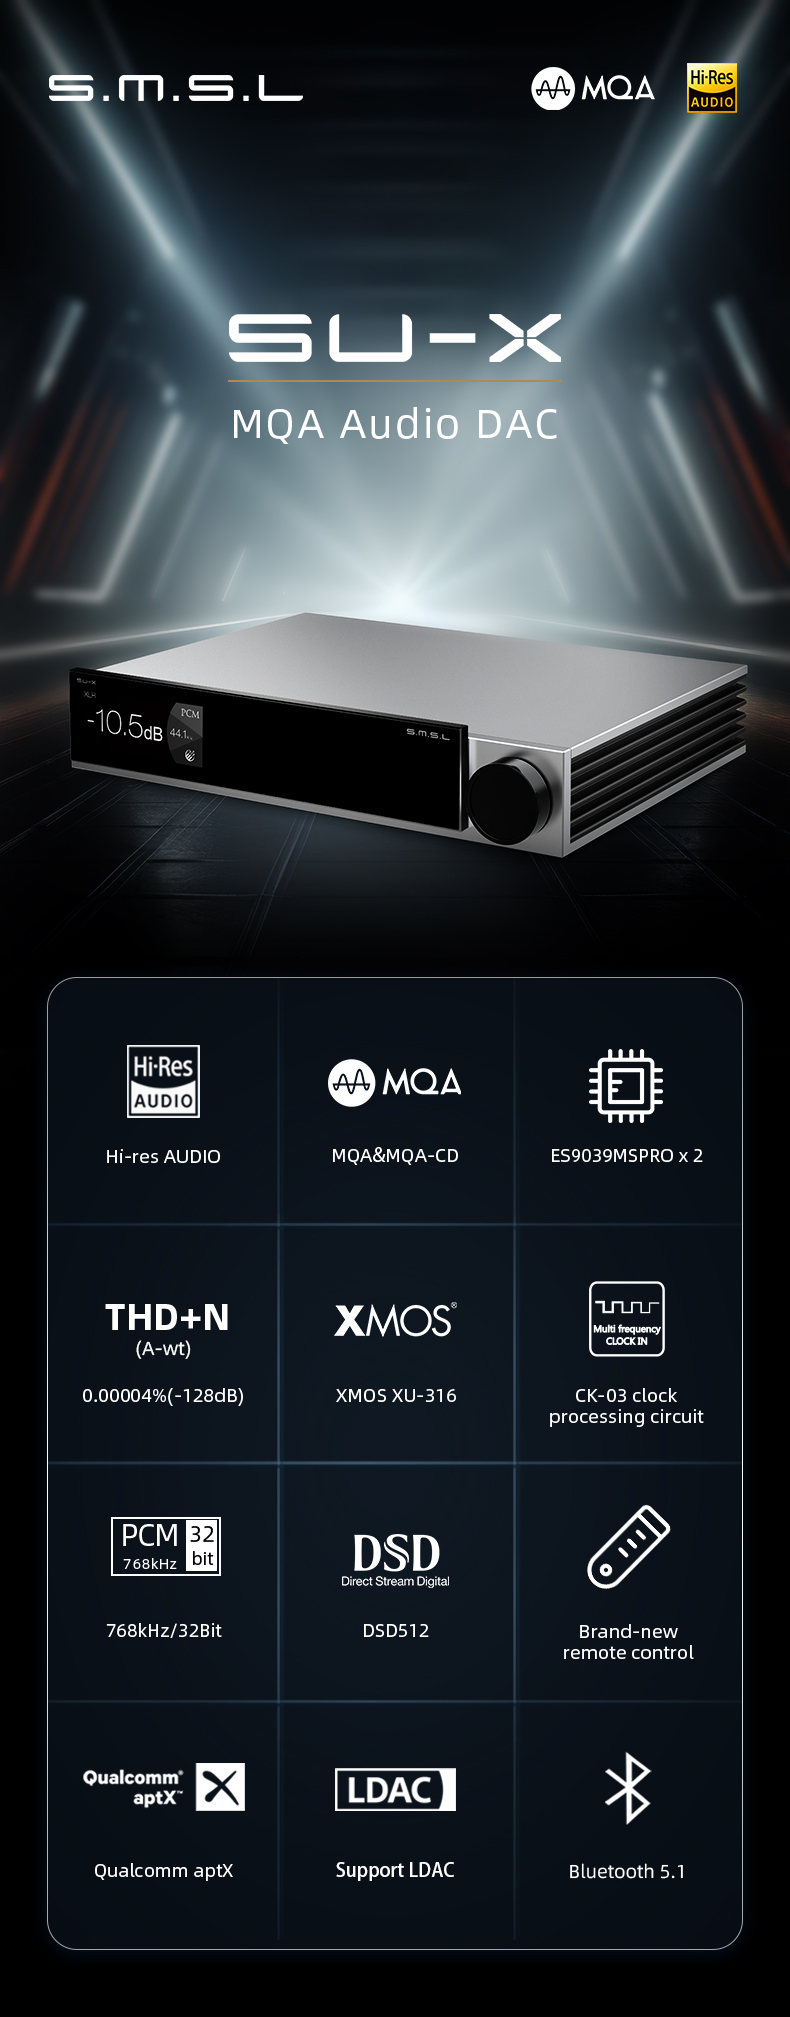 S.M.S.L
MQA
Hi-Res
AUDIO
SU-X
MQA Audio DAC
SU-X
XLR
-10.5dB
PCM
44.1
S.M.S.L
Hi-Res
AUDIO
Hi-res AUDIO
MQA
MQA&MQA-CD
ES9039MSPRO x 2
THD+N
(A-wt)
0.00004%(-128dB)
XMOS®
XMOS XU-316
Multi frequency
CLOCK IN
CK-03 clock
processing circuit
PCM 32
768kHz bit
768kHz/32Bit
DSD
Direct Stream Digital
DSD512
Brand-new
remote control
Qualcomm®
aptX™
Qualcomm aptX
LDAC
Support LDAC
Bluetooth 5.1